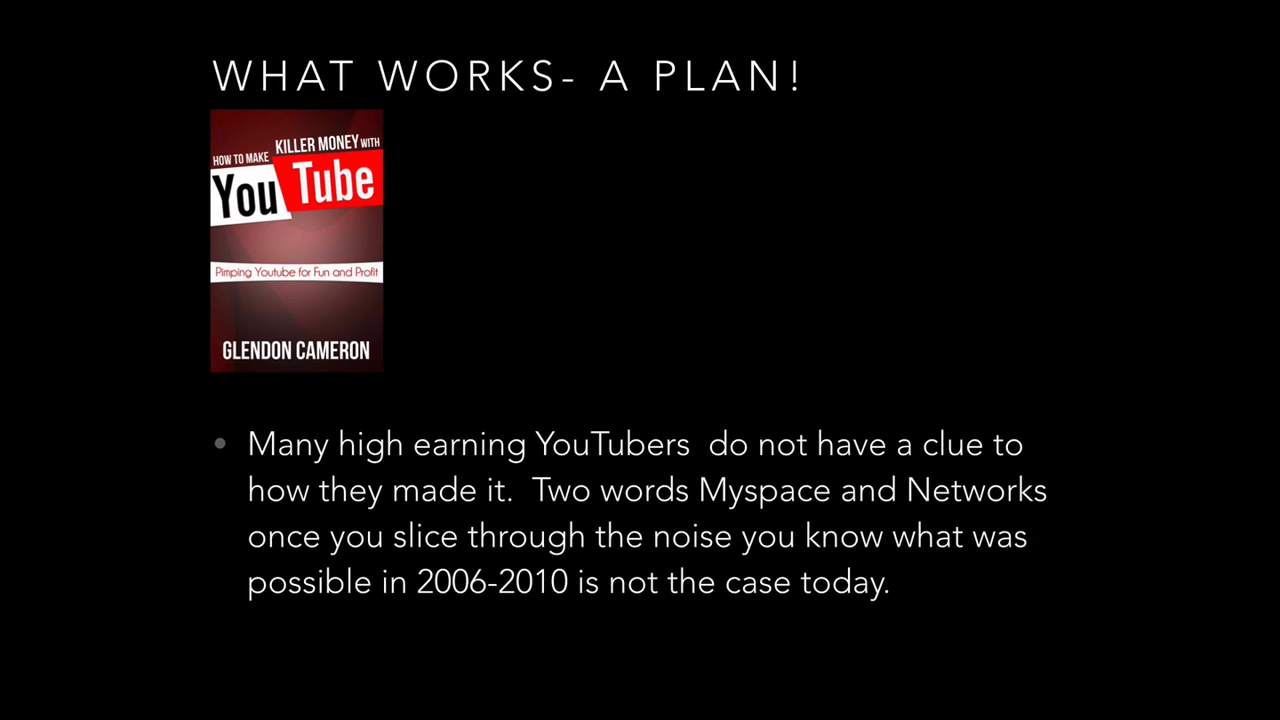 WHAT WORKS- A PLAN!
HOW TO MAKE KILLER MONEY WITH
You Tube
Pimping Youtube for Fun and Profit
GLENDON CAMERON
• Many high earning YouTubers  do not have a clue to
how they made it.  Two words Myspace and Networks
once you slice through the noise you know what was
possible in 2006-2010 is not the case today.